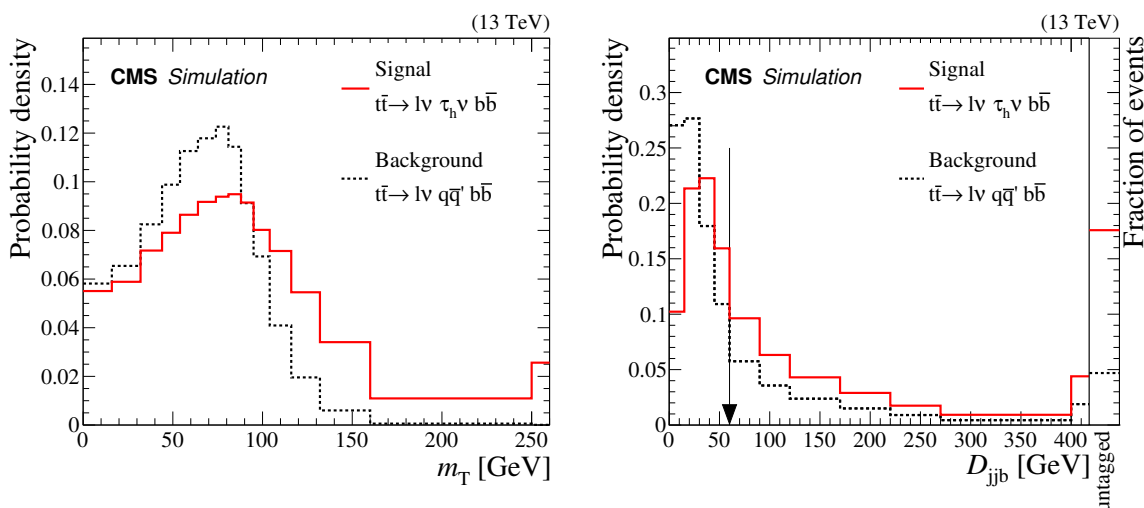 (13 TeV)
Probability density
0.14
0.12
0.1
0.08
0.06
0.04
0.02
0
CMS Simulation
Signal
tt̄→ lν τ_hν bb̄
Background
tt̄→ lν qq̄' bb̄
0 50 100 150 200 250
m_T [GeV]
(13 TeV)
Probability density
0.3
0.25
0.2
0.15
0.1
0.05
0
CMS Simulation
Signal
tt̄→ lν τ_hν bb̄
Background
tt̄→ lν qq̄' bb̄
0 50 100 150 200 250 300 350 400
D_jjb [GeV]
untagged
Fraction of events